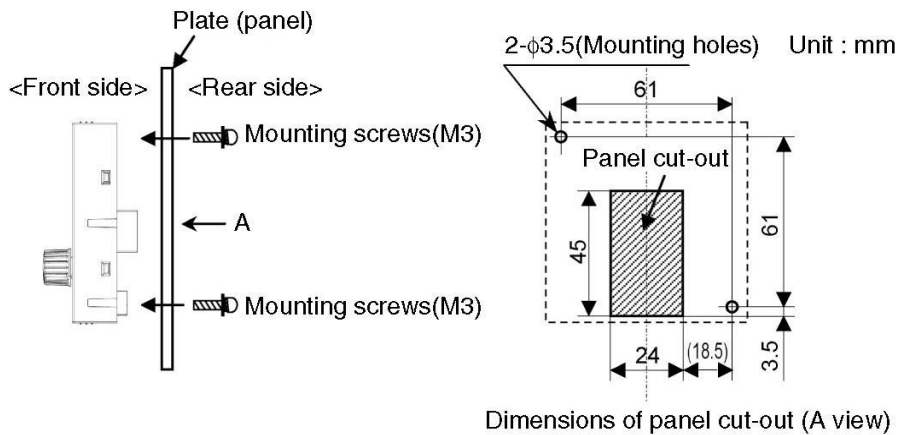 Plate (panel)
<Front side>
<Rear side>
Mounting screws(M3)
A
Mounting screws(M3)
2-ϕ3.5(Mounting holes)
Unit : mm
61
Panel cut-out
45
61
24
(18.5)
3.5
Dimensions of panel cut-out (A view)